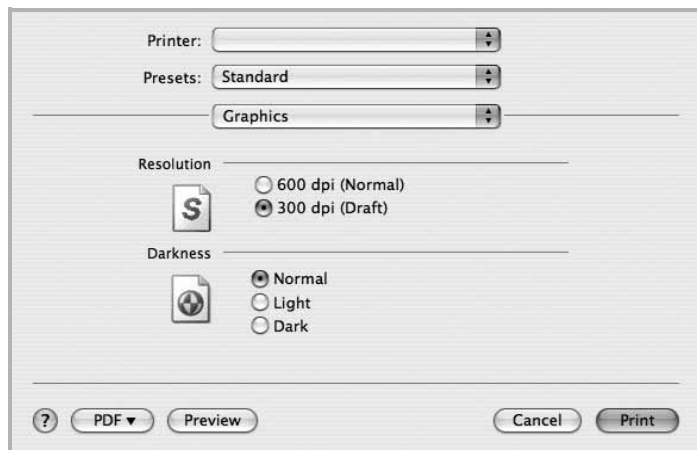 Printer:
Presets: Standard
Graphics
Resolution
600 dpi (Normal)
S
300 dpi (Draft)
Darkness
Normal
Light
Dark
? PDF ▼ Preview Cancel Print